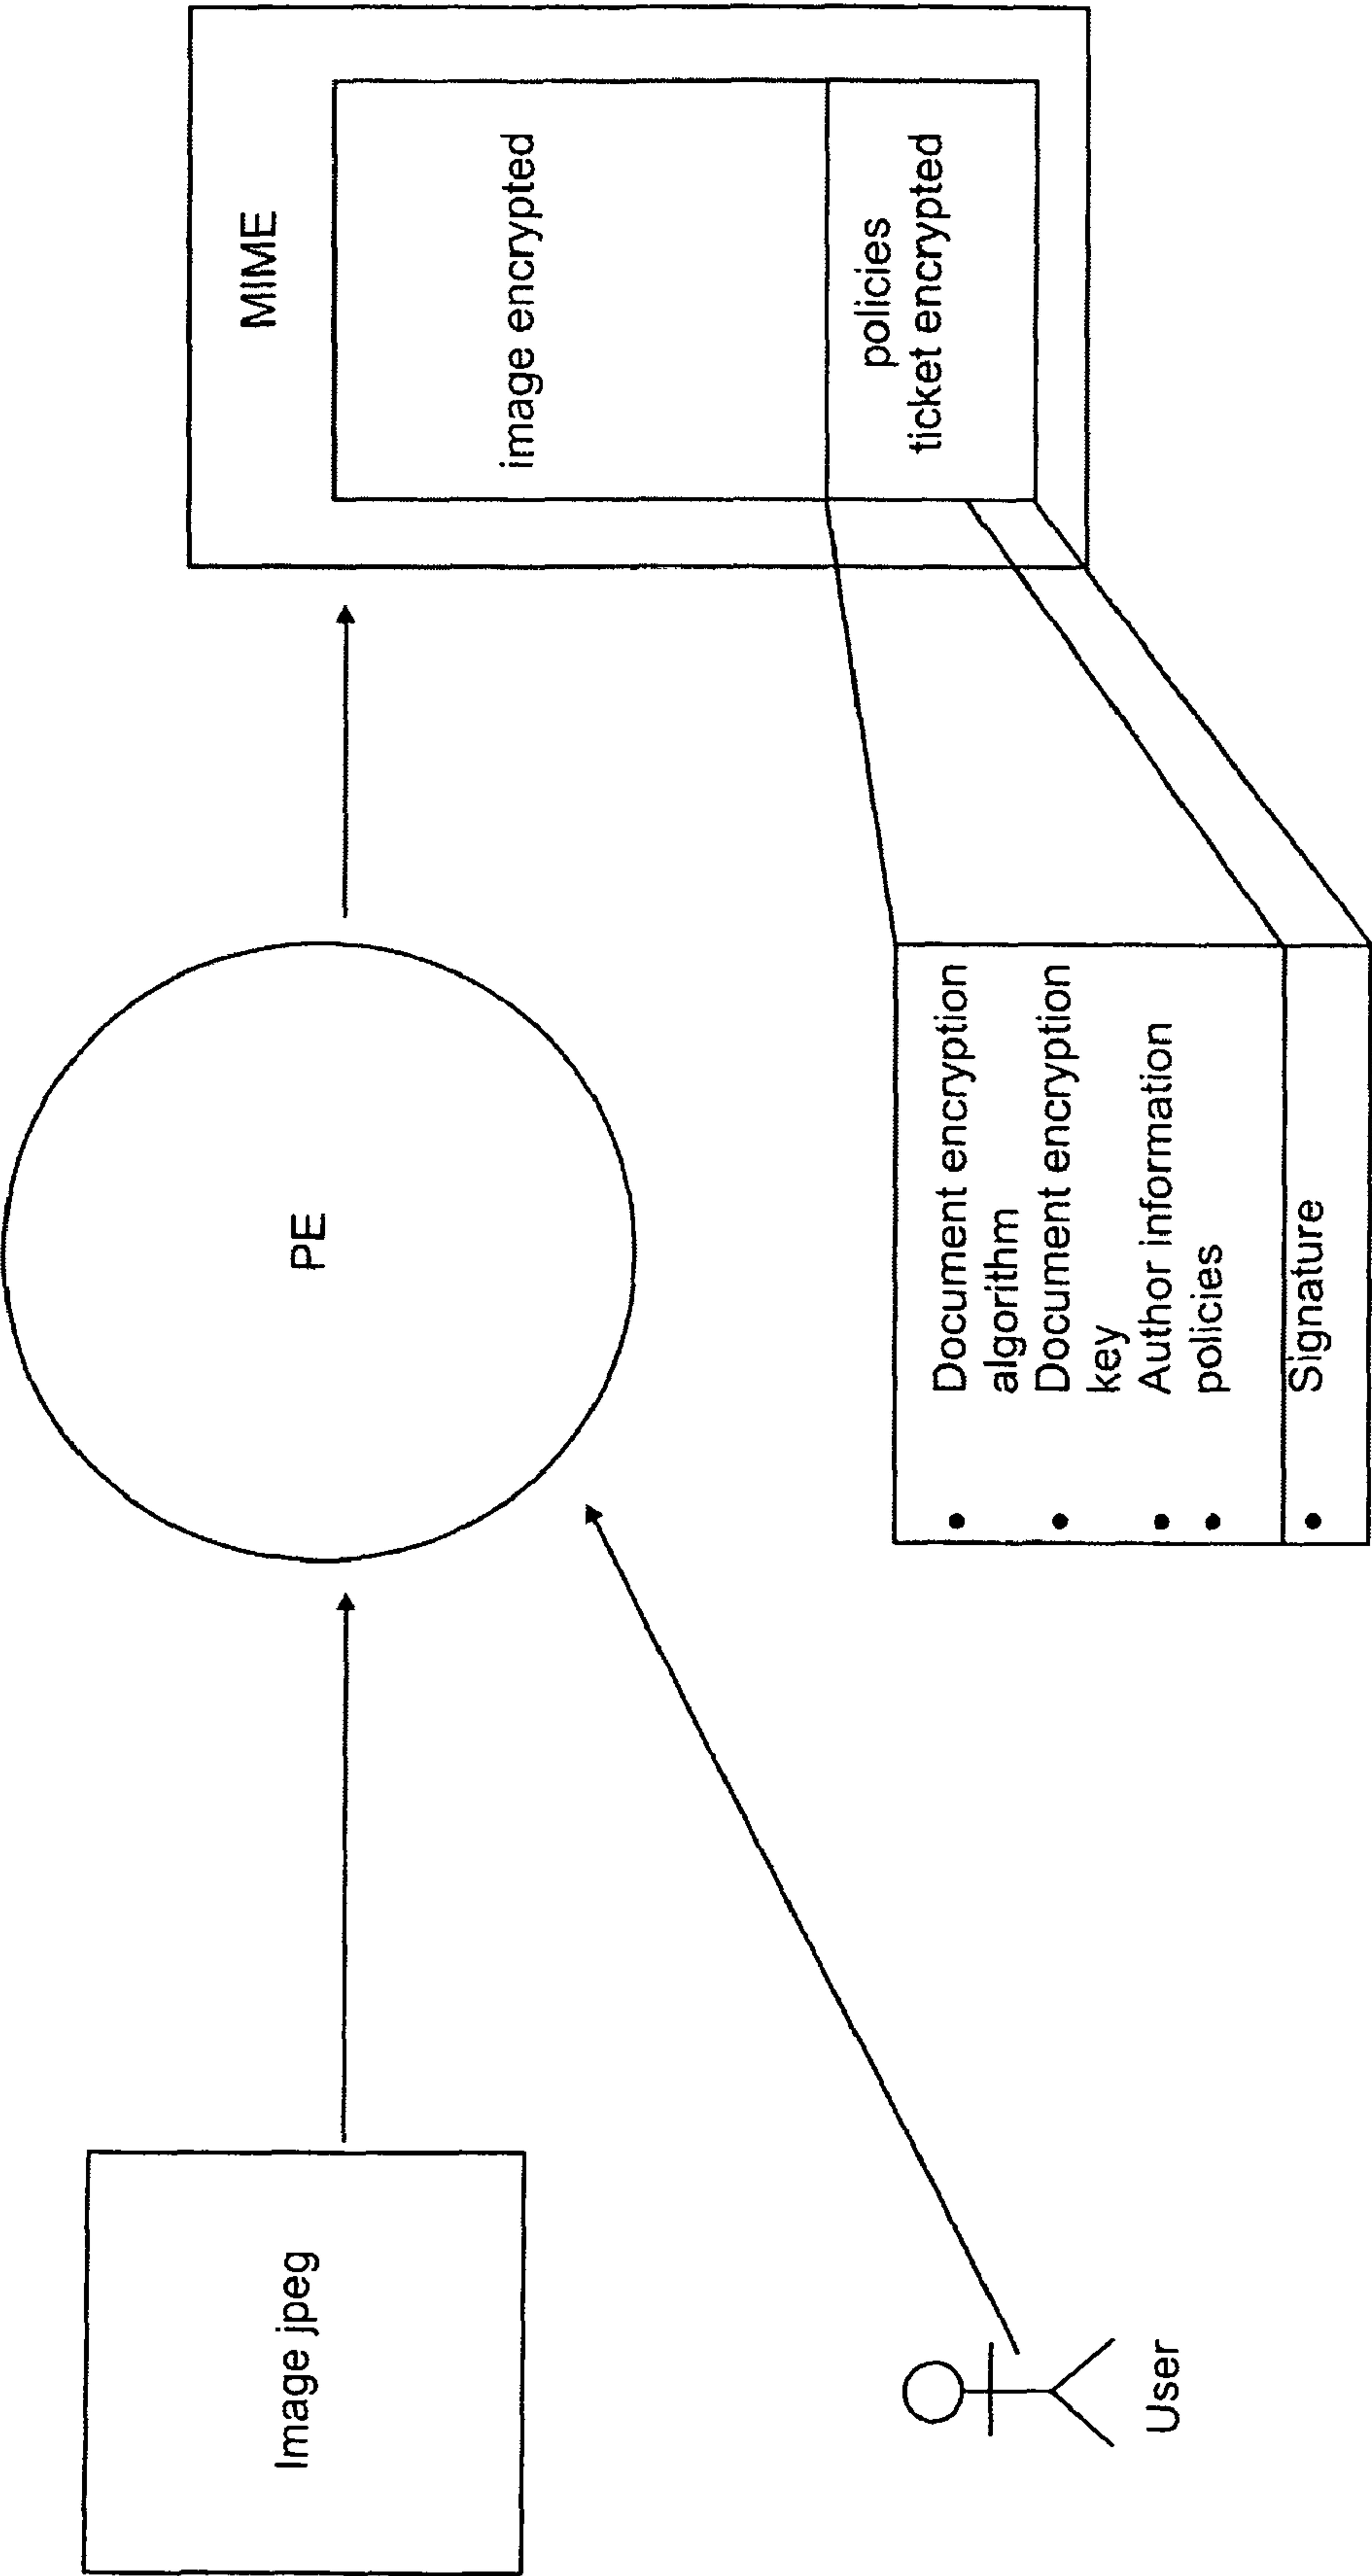 Image jpeg
User
PE
• Document encryption
algorithm
• Document encryption
key
• Author information
• policies
• Signature
MIME
image encrypted
policies
ticket encrypted